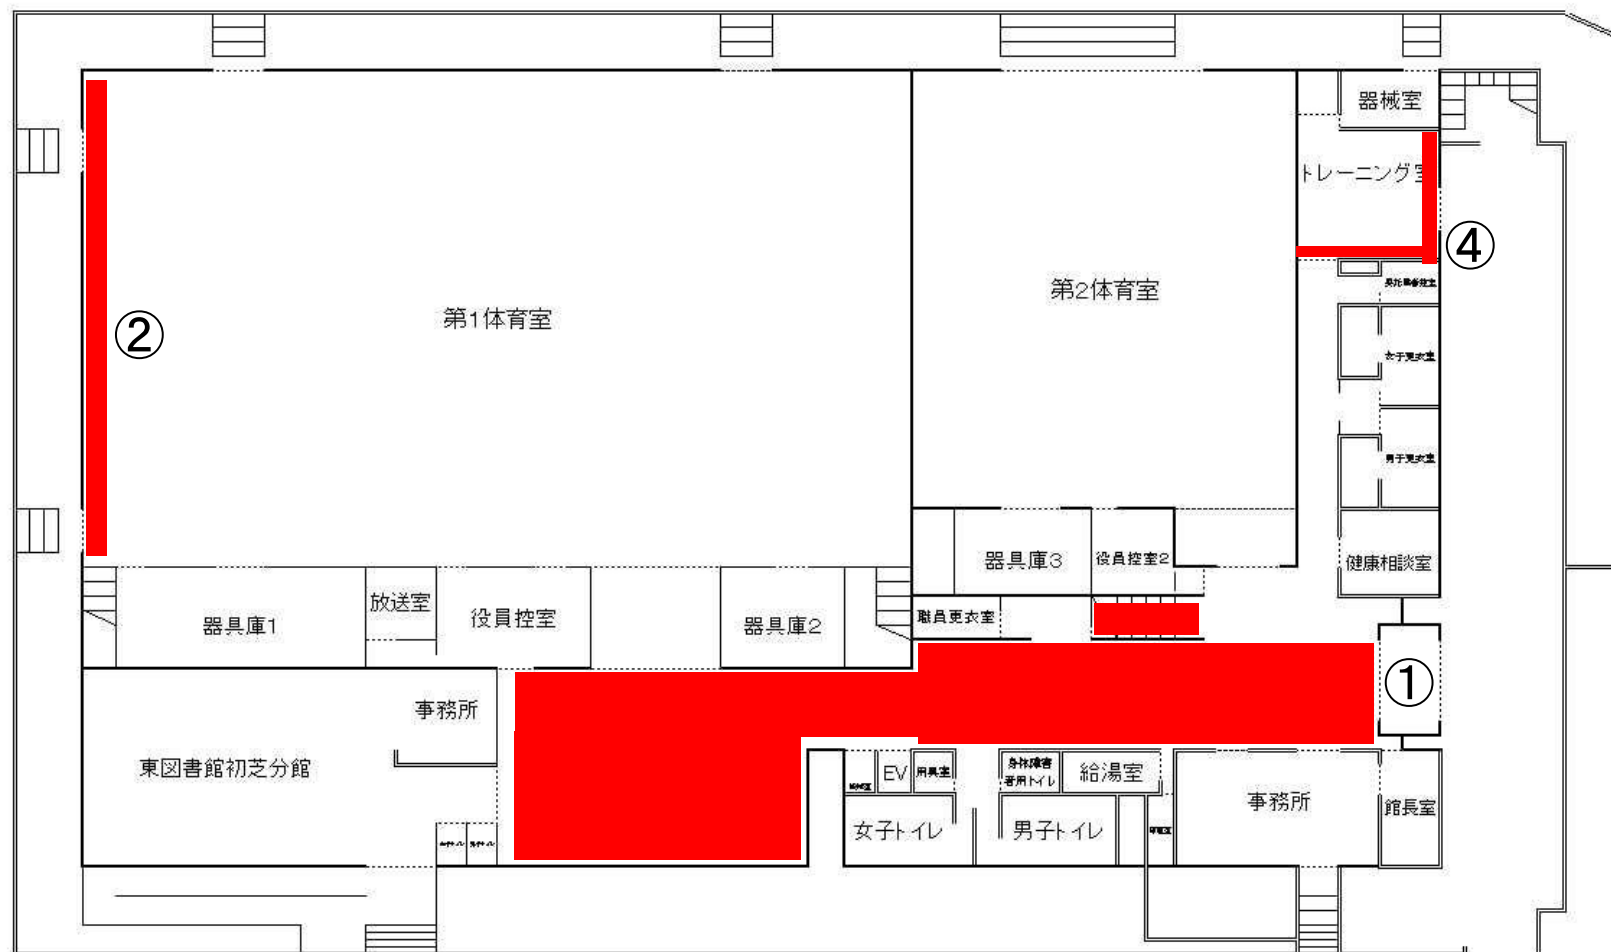 器械室
トレーニング室
④
第2体育室
②
第1体育室
女子更衣室
男子更衣室
健康相談室
器具庫3
役員控室2
職員更衣室
放送室
役員控室
器具庫1
器具庫2
①
事務所
東図書館初芝分館
EV
用具室
身体障害
者用トイレ
給湯室
女子トイレ
男子トイレ
事務所
館長室